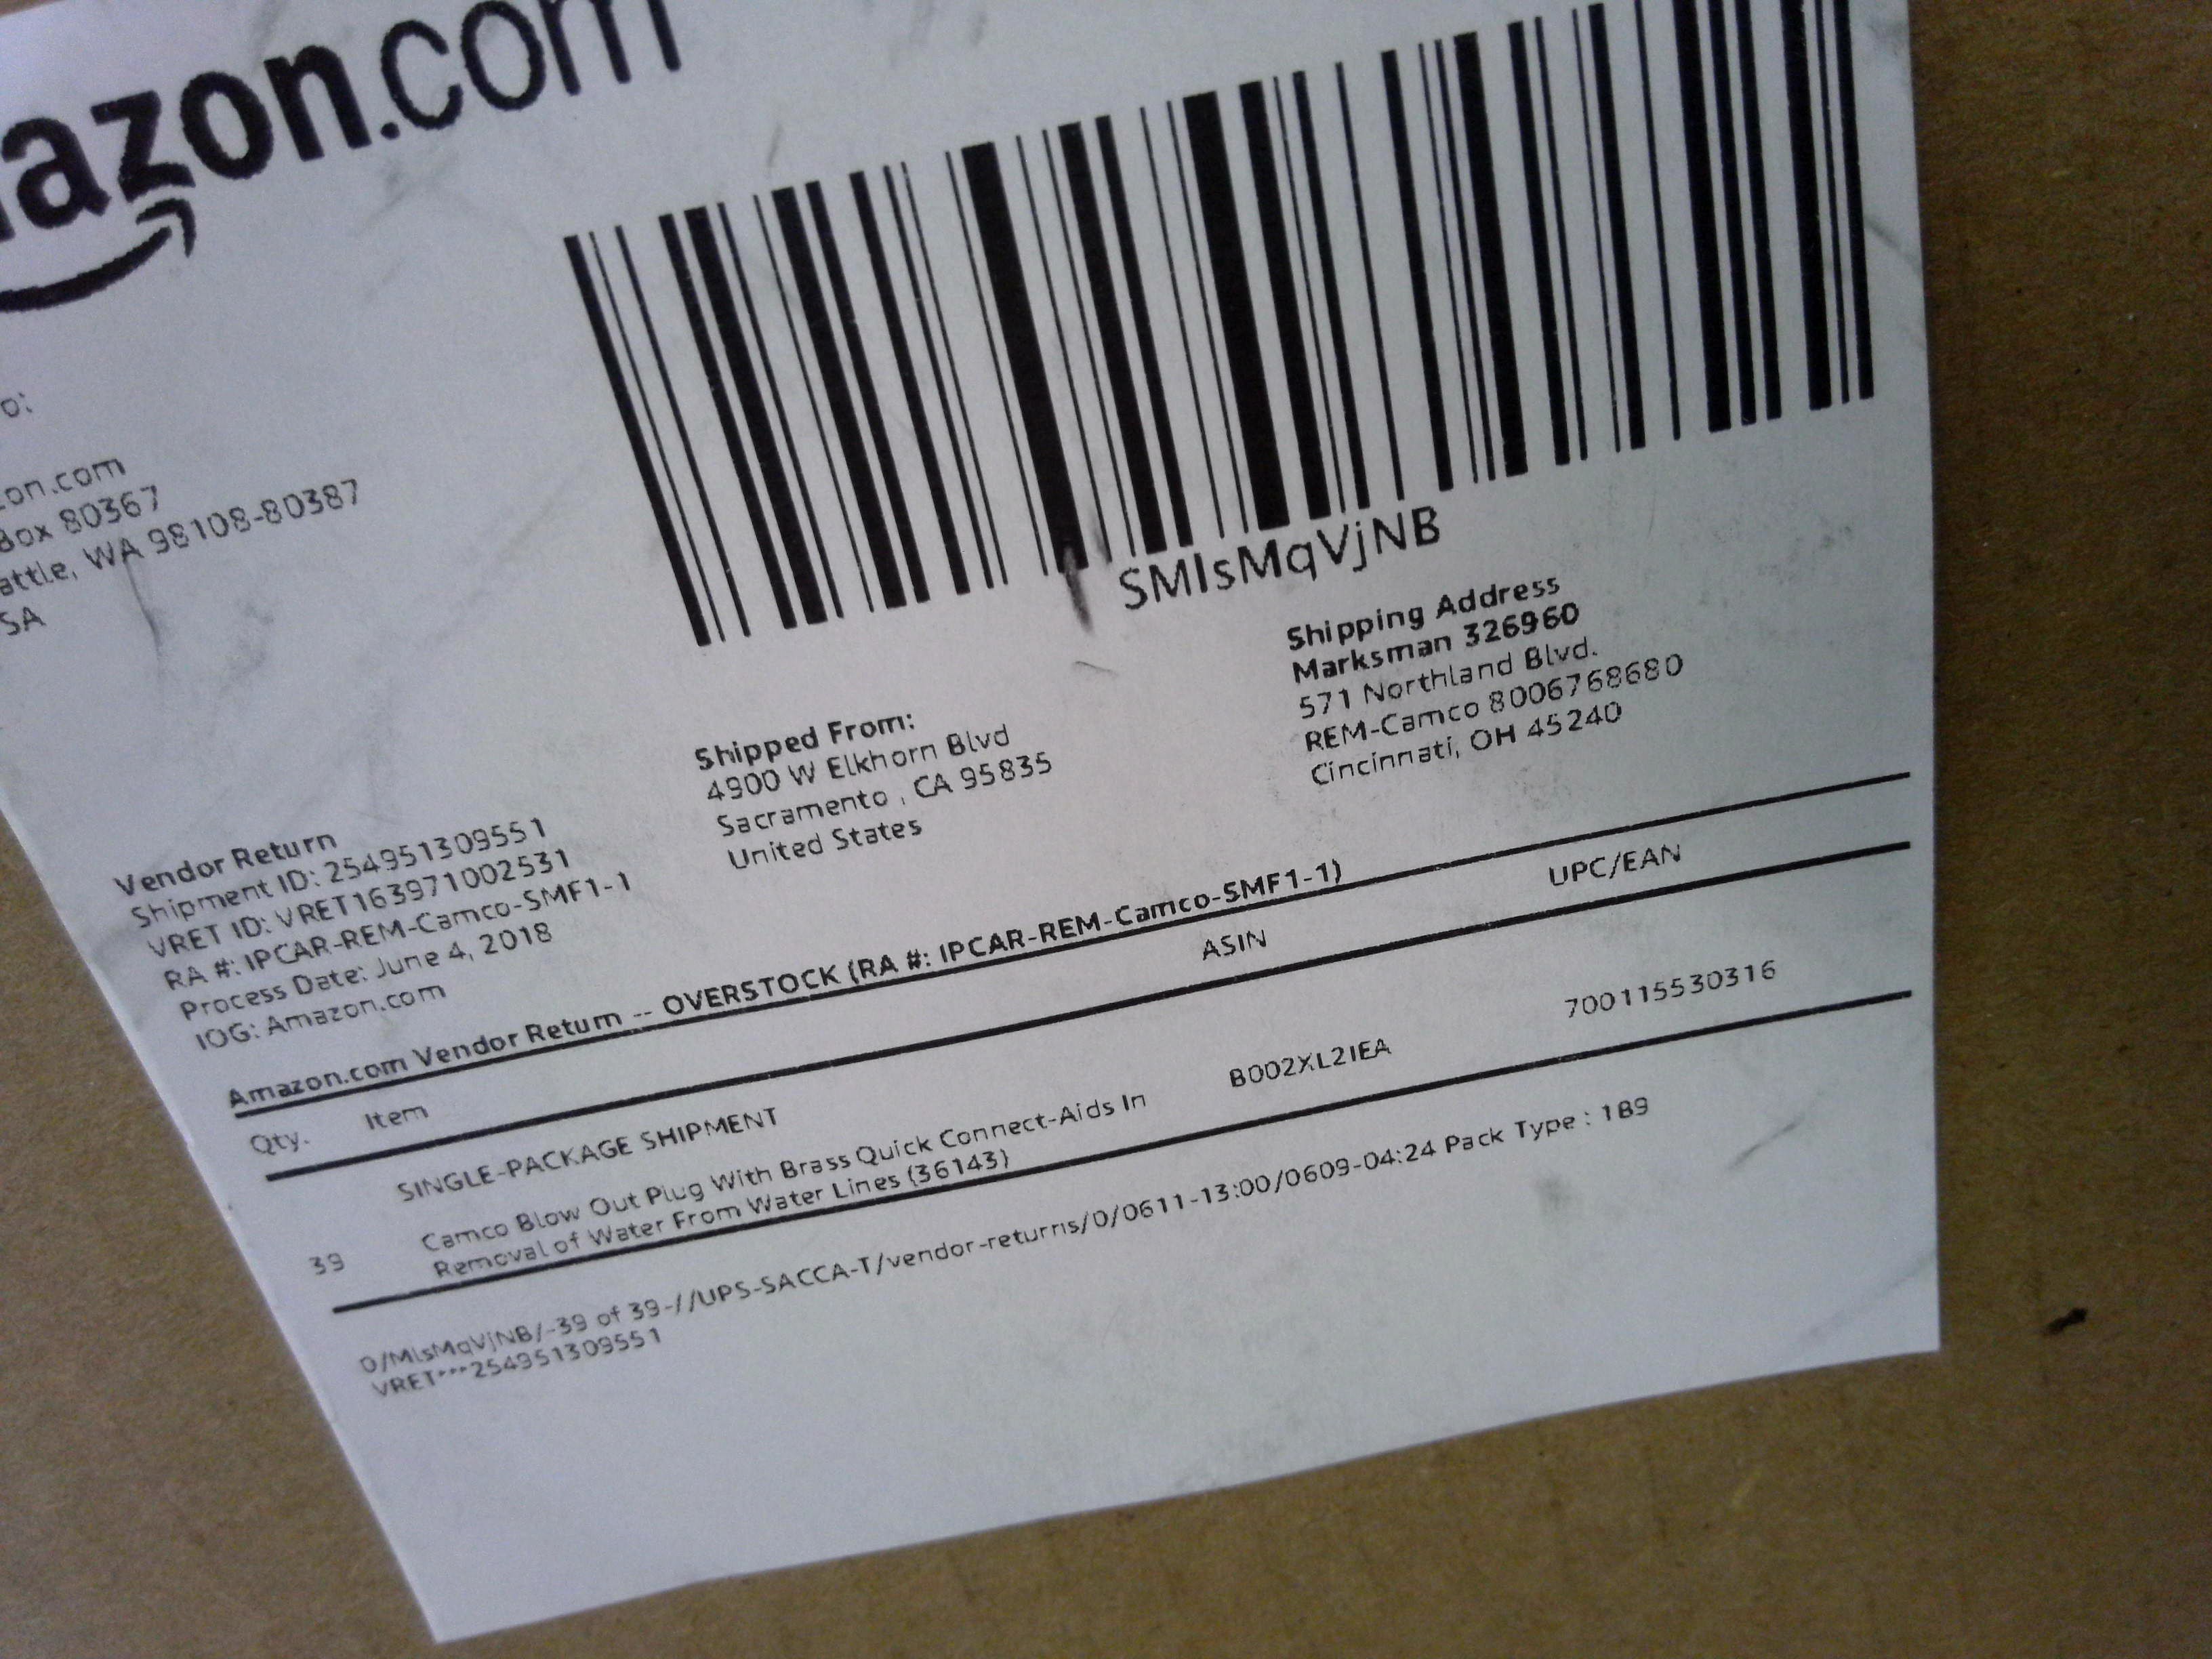 azon.com
o:
zon.com
Box 80367
attle, WA 98108-80387
SA
SMlsMqVjNB
Shipping Address
Marksman 326960
571 Northland Blvd.
REM-Camco 8006768680
Cincinnati, OH 45240
Shipped From:
4900 W Elkhorn Blvd
Sacramento , CA 95835
United States
Vendor Return
Shipment ID: 254951309551
VRET ID: VRET163971002531
RA #: IPCAR-REM-Camco-SMF1-1
Process Date: June 4, 2018
IOG: Amazon.com
Amazon.com Vendor Return -- OVERSTOCK (RA #: IPCAR-REM-Camco-SMF1-1)
Qty. Item ASIN UPC/EAN
SINGLE-PACKAGE SHIPMENT
39 Camco Blow Out Plug With Brass Quick Connect-Aids In B002XL2IEA 700115530316
Removal of Water From Water Lines (36143)
0/MlsMqVjNB/-39 of 39-//UPS-SACCA-T/vendor-returns/0/0611-13:00/0609-04:24 Pack Type : 1B9
VRET***254951309551